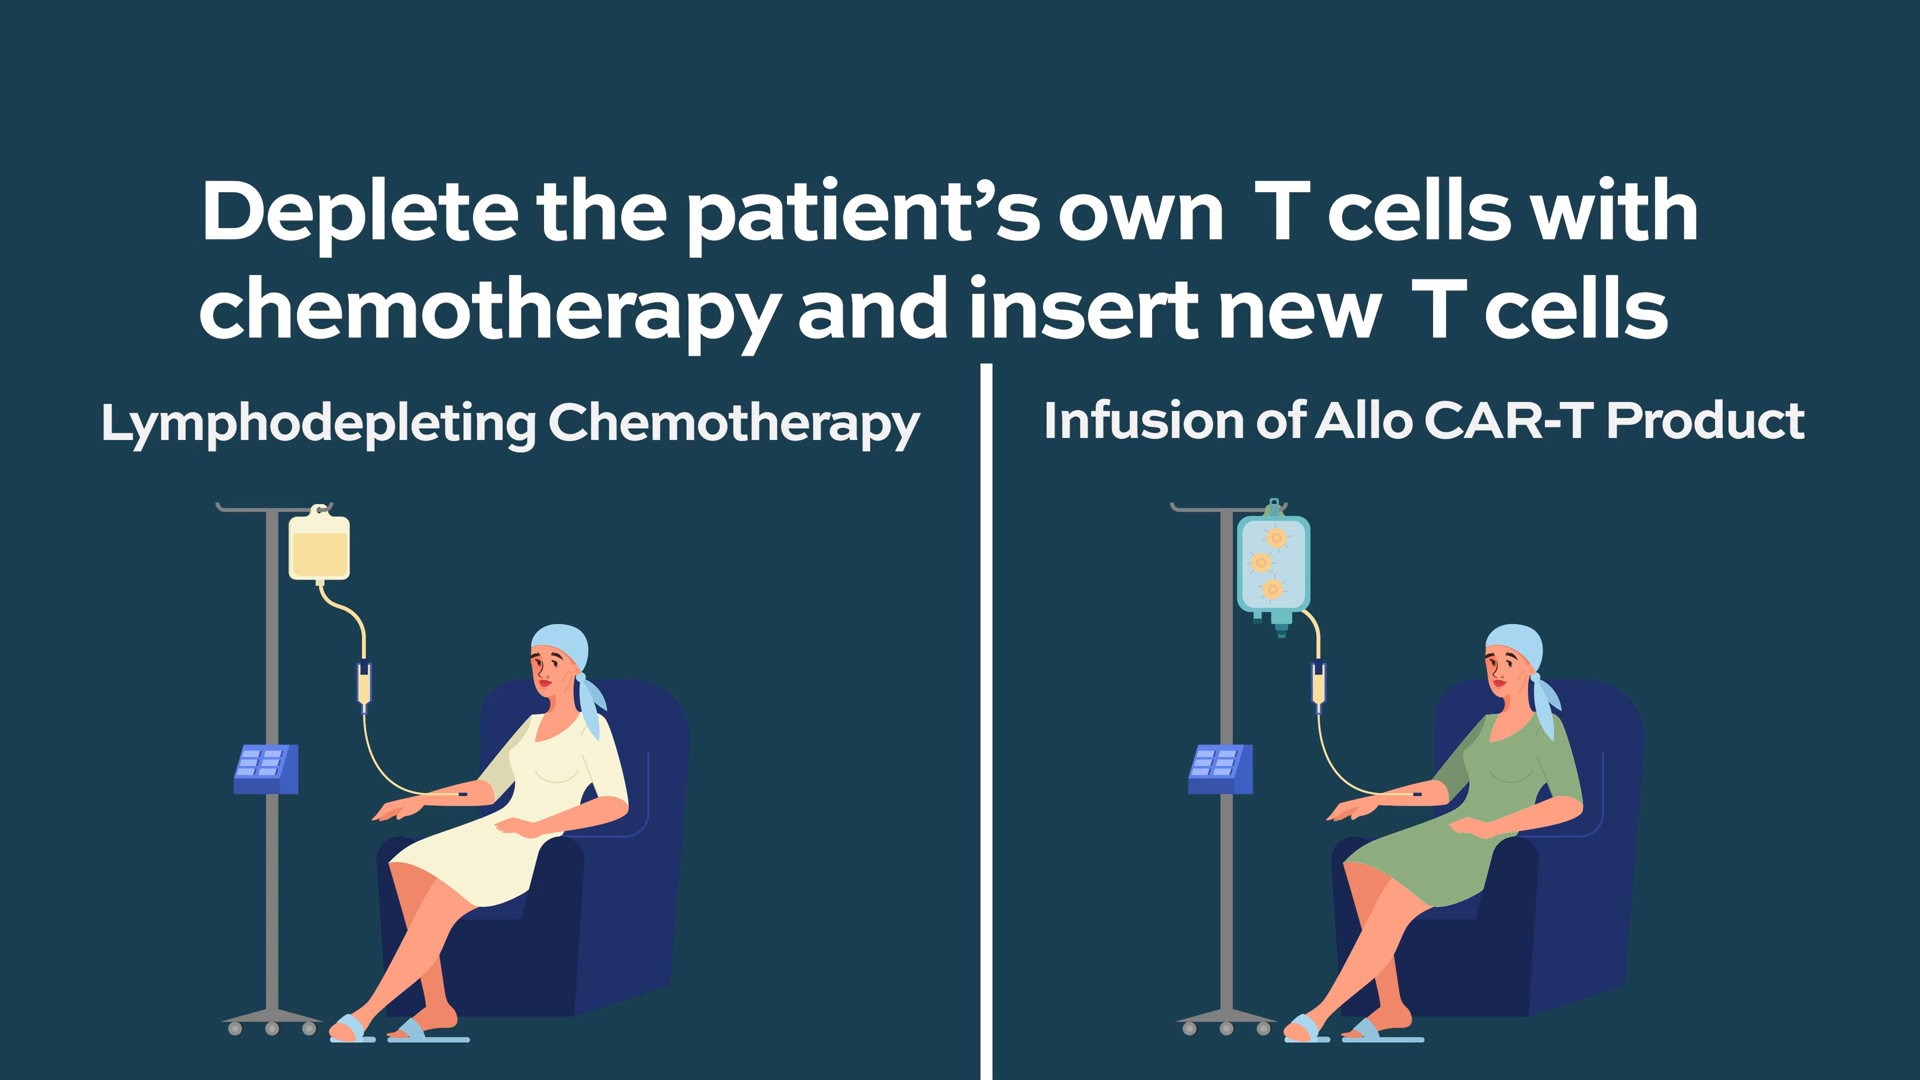 Deplete the patient’s own T cells with
chemotherapy and insert new T cells
Lymphodepleting Chemotherapy
Infusion of Allo CAR-T Product